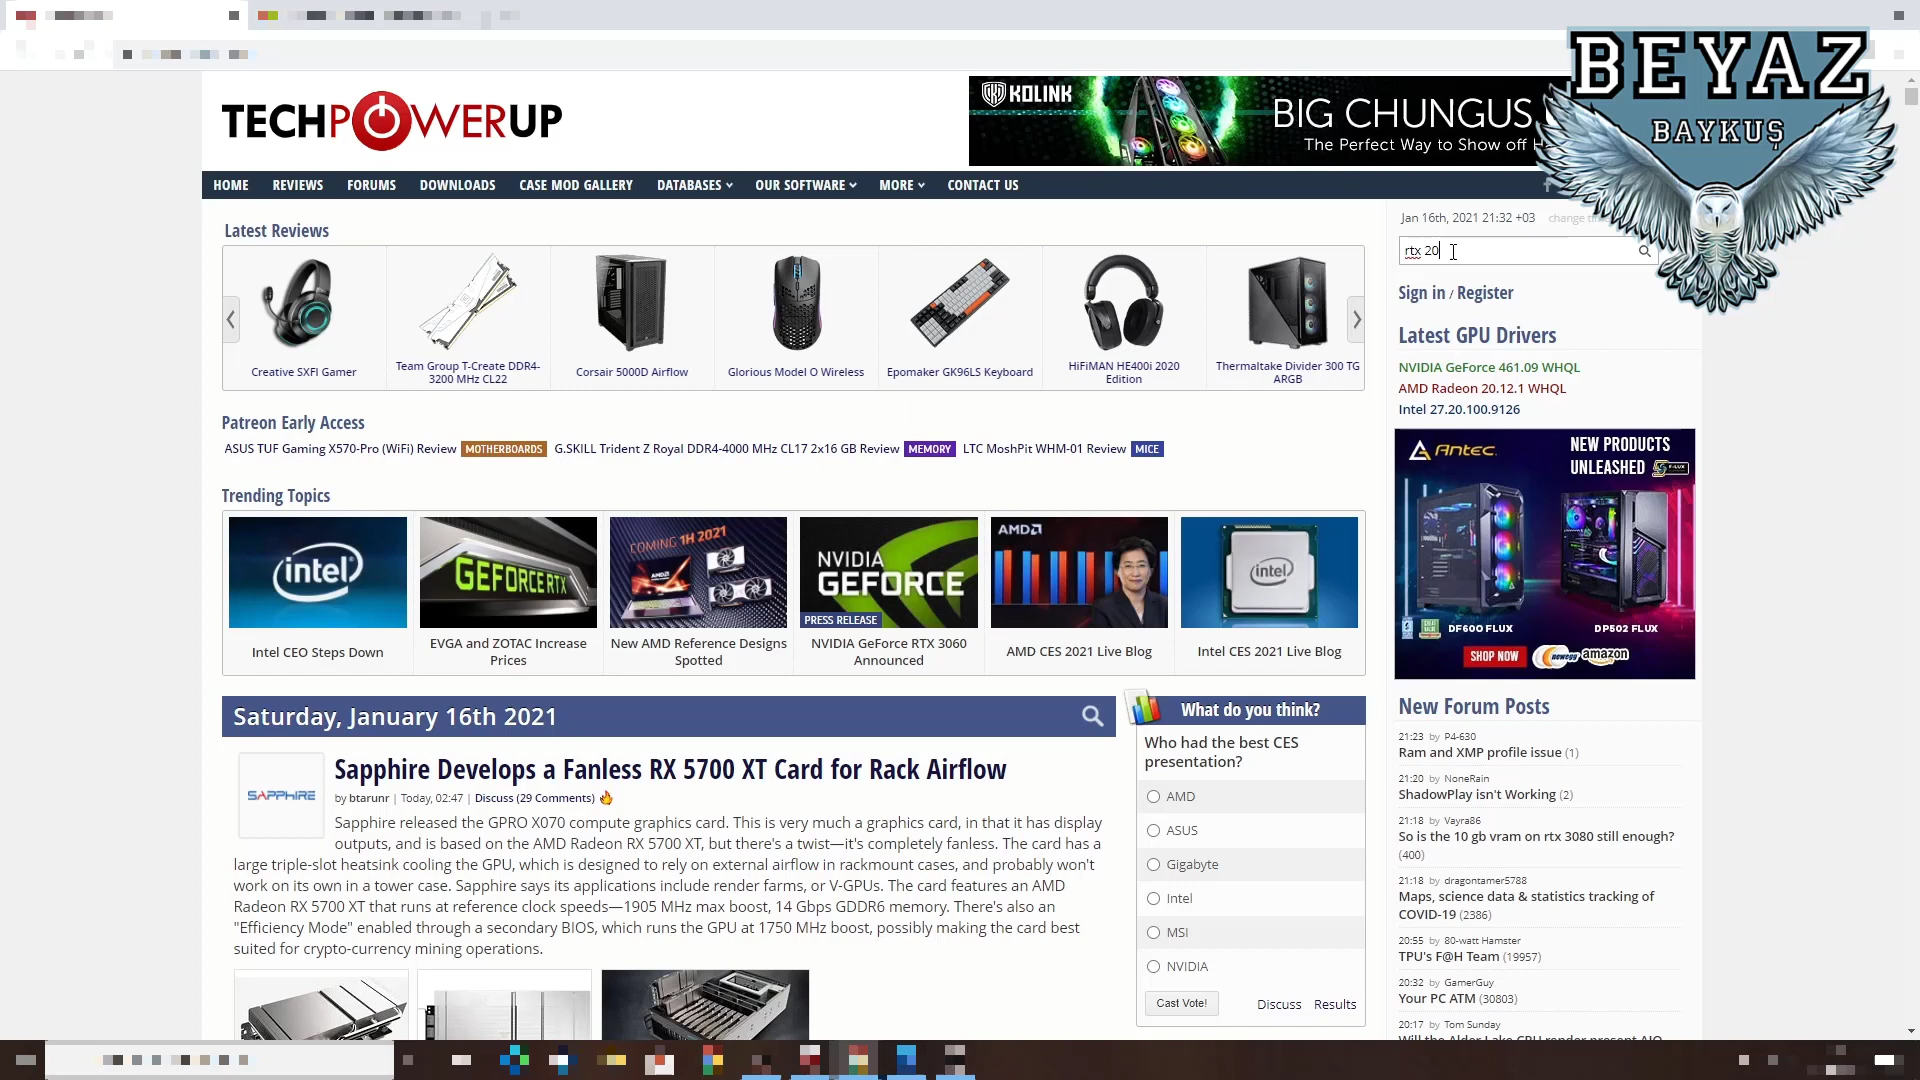 BEYAZ
BAYKUŞ
TECHPOWERUP
KOLINK
BIG CHUNGUS
The Perfect Way to Show off H
HOME REVIEWS FORUMS DOWNLOADS CASE MOD GALLERY DATABASES OUR SOFTWARE MORE CONTACT US
Jan 16th, 2021 21:32 +03
rtx 20
Sign in / Register
Latest Reviews
Creative SXFI Gamer
Team Group T-Create DDR4-
3200 MHz CL22
Corsair 5000D Airflow
Glorious Model O Wireless
Epomaker GK96LS Keyboard
HiFiMAN HE400i 2020
Edition
Thermaltake Divider 300 TG
ARGB
Patreon Early Access
ASUS TUF Gaming X570-Pro (WiFi) Review MOTHERBOARDS G.SKILL Trident Z Royal DDR4-4000 MHz CL17 2x16 GB Review MEMORY LTC MoshPit WHM-01 Review MICE
Trending Topics
intel
GEFORCE RTX
COMING 1H 2021
AMD
NVIDIA
GEFORCE
PRESS RELEASE
AMD
intel
Intel CEO Steps Down
EVGA and ZOTAC Increase
Prices
New AMD Reference Designs
Spotted
NVIDIA GeForce RTX 3060
Announced
AMD CES 2021 Live Blog
Intel CES 2021 Live Blog
Saturday, January 16th 2021
SAPPHIRE
Sapphire Develops a Fanless RX 5700 XT Card for Rack Airflow
by btarunr | Today, 02:47 | Discuss (29 Comments)
Sapphire released the GPRO X070 compute graphics card. This is very much a graphics card, in that it has display
outputs, and is based on the AMD Radeon RX 5700 XT, but there's a twist—it's completely fanless. The card has a
large triple-slot heatsink cooling the GPU, which is designed to rely on external airflow in rackmount cases, and probably won't
work on its own in a tower case. Sapphire says its applications include render farms, or V-GPUs. The card features an AMD
Radeon RX 5700 XT that runs at reference clock speeds—1905 MHz max boost, 14 Gbps GDDR6 memory. There's also an
"Efficiency Mode" enabled through a secondary BIOS, which runs the GPU at 1750 MHz boost, possibly making the card best
suited for crypto-currency mining operations.
What do you think?
Who had the best CES
presentation?
AMD
ASUS
Gigabyte
Intel
MSI
NVIDIA
Cast Vote! Discuss Results
Latest GPU Drivers
NVIDIA GeForce 461.09 WHQL
AMD Radeon 20.12.1 WHQL
Intel 27.20.100.9126
Antec
NEW PRODUCTS
UNLEASHED
F-LUX
DF600 FLUX
DP502 FLUX
SHOP NOW
newegg
amazon
New Forum Posts
21:23 by P4-630
Ram and XMP profile issue (1)
21:20 by NoneRain
ShadowPlay isn't Working (2)
21:18 by Vayra86
So is the 10 gb vram on rtx 3080 still enough?
(400)
21:18 by dragontamer5788
Maps, science data & statistics tracking of
COVID-19 (2386)
20:55 by 80-watt Hamster
TPU's F@H Team (19957)
20:32 by GamerGuy
Your PC ATM (30803)
20:17 by Tom Sunday